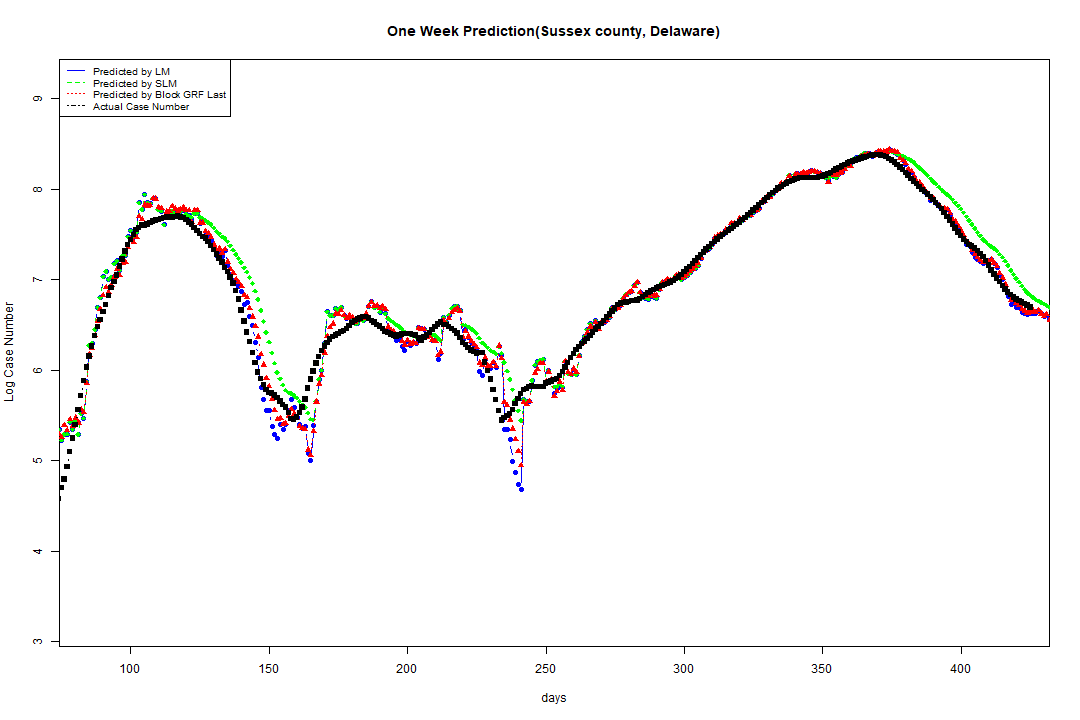 One Week Prediction(Sussex county, Delaware)
Predicted by LM
Predicted by SLM
Predicted by Block GRF Last
Actual Case Number
Log Case Number
9
8
7
6
5
4
3
100 150 200 250 300 350 400
days